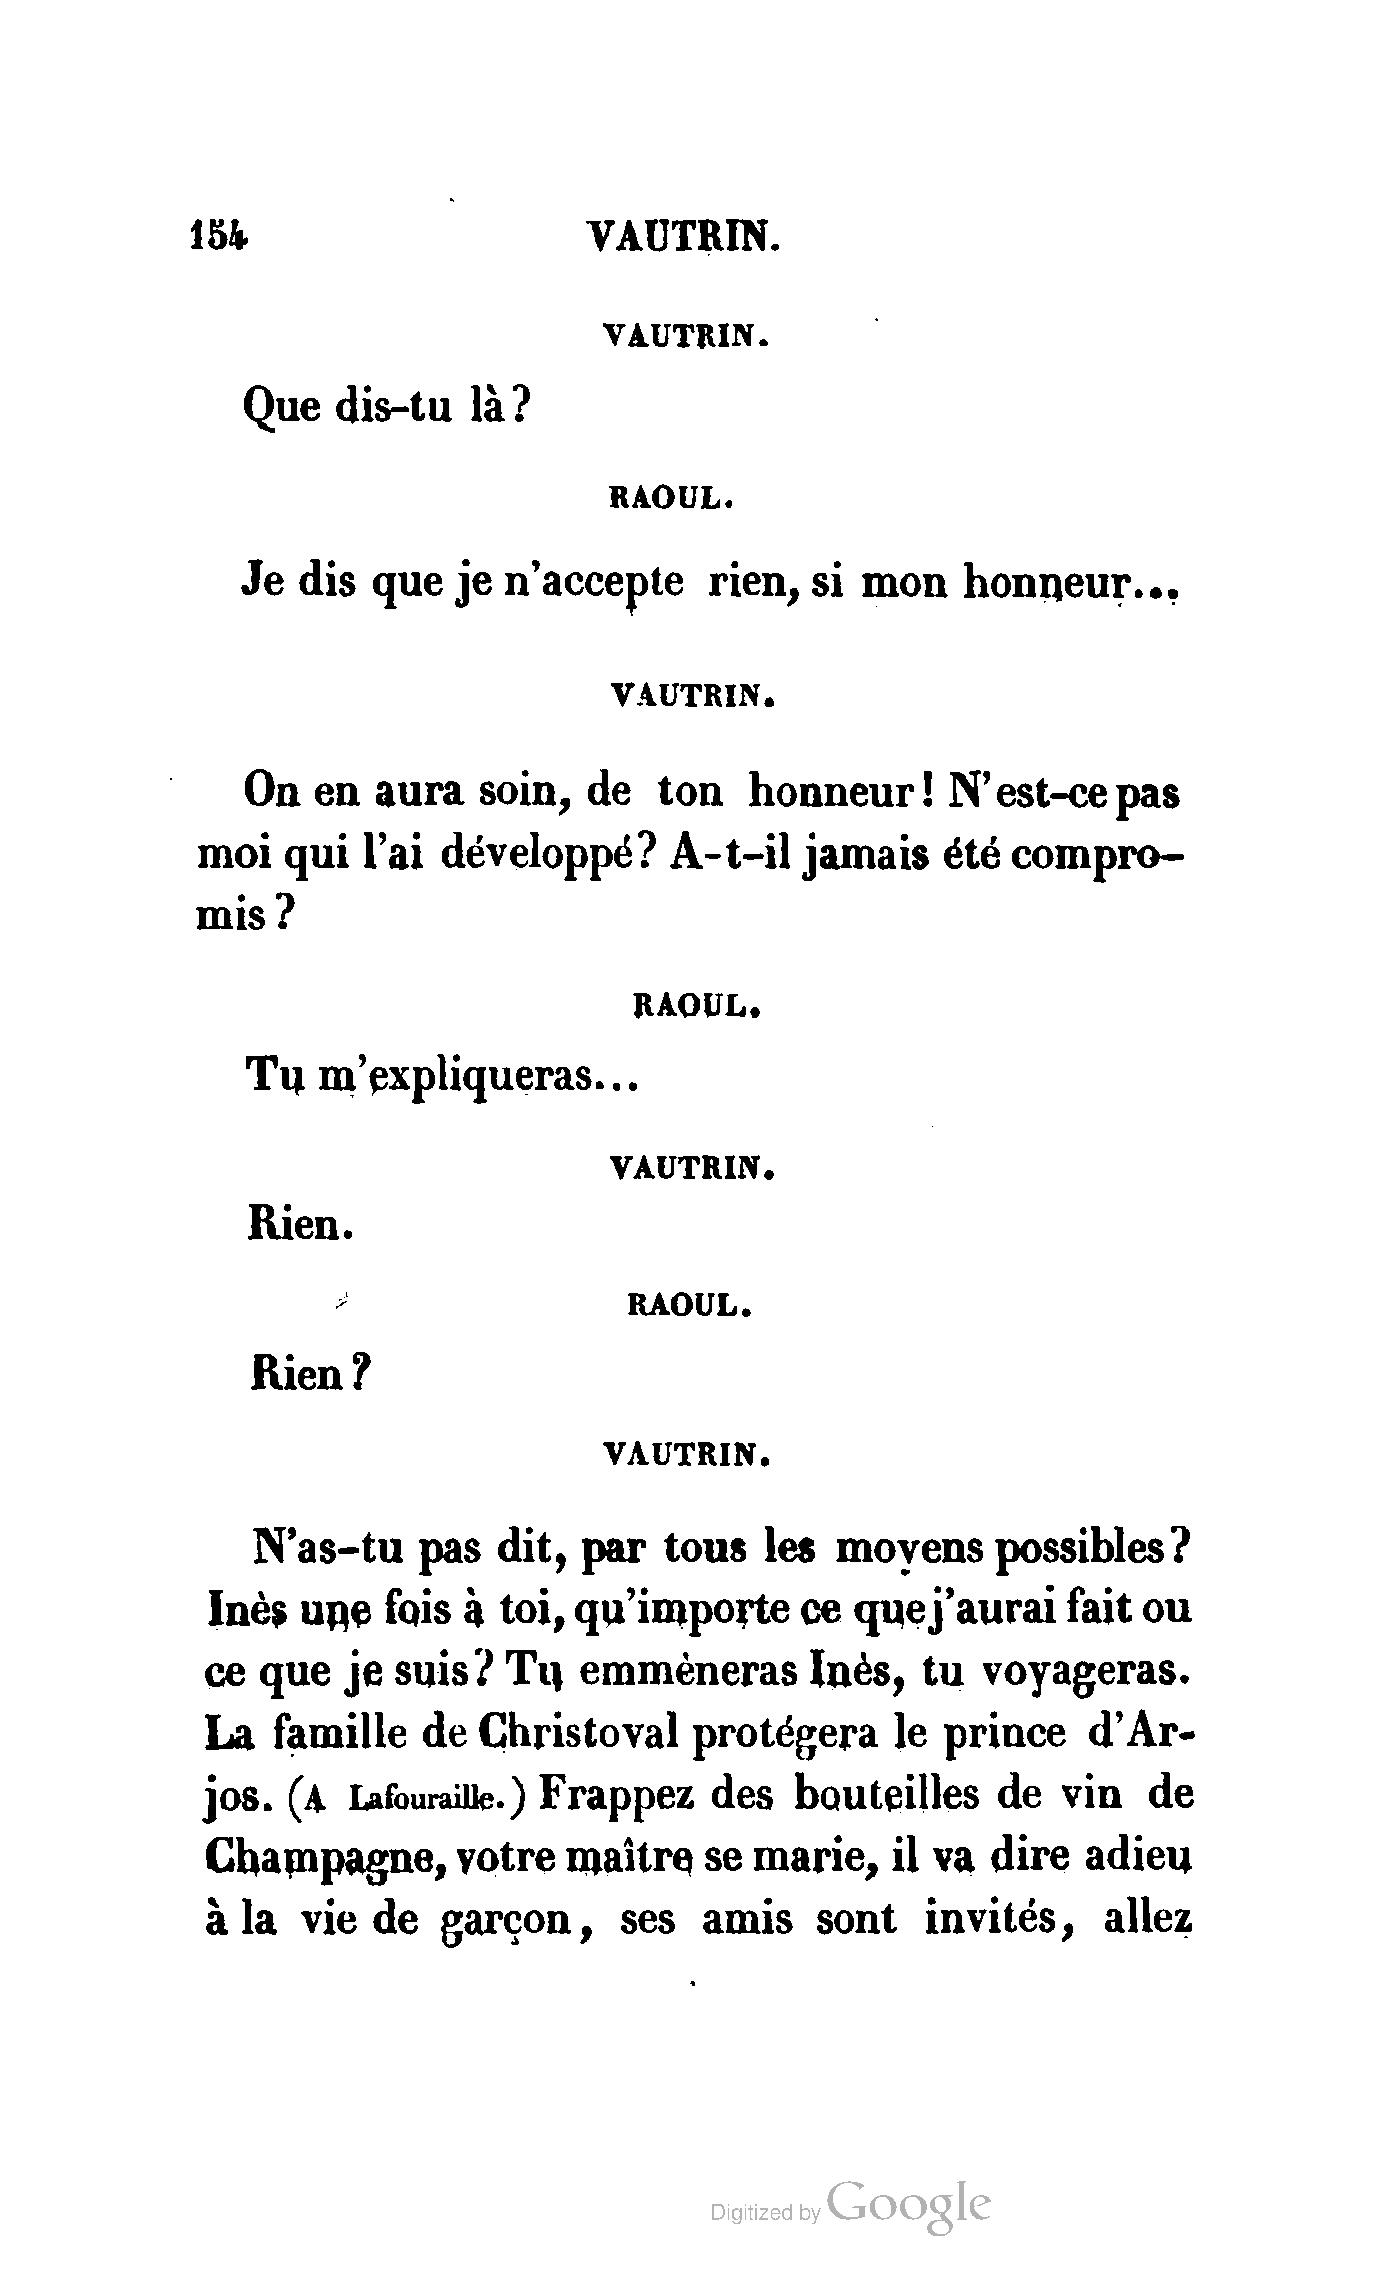 154 VAUTRIN.
VAUTRIN.
Que dis-tu là?
RAOUL.
Je dis que je n'accepte rien, si mon honneur...
VAUTRIN.
On en aura soin, de ton honneur! N'est-ce pas
moi qui l'ai développé? A-t-il jamais été compro-
mis?
RAOUL.
Tu m'expliqueras...
VAUTRIN.
Rien.
RAOUL.
Rien?
VAUTRIN.
N'as-tu pas dit, par tous les moyens possibles?
Inès une fois à toi, qu'importe ce que j'aurai fait ou
ce que je suis? Tu emmèneras Inès, tu voyageras.
La famille de Christoval protégera le prince d'Ar-
jos. (A Lafouraille.) Frappez des bouteilles de vin de
Champagne, votre maître se marie, il va dire adieu
à la vie de garçon, ses amis sont invités, allez
Digitized by Google